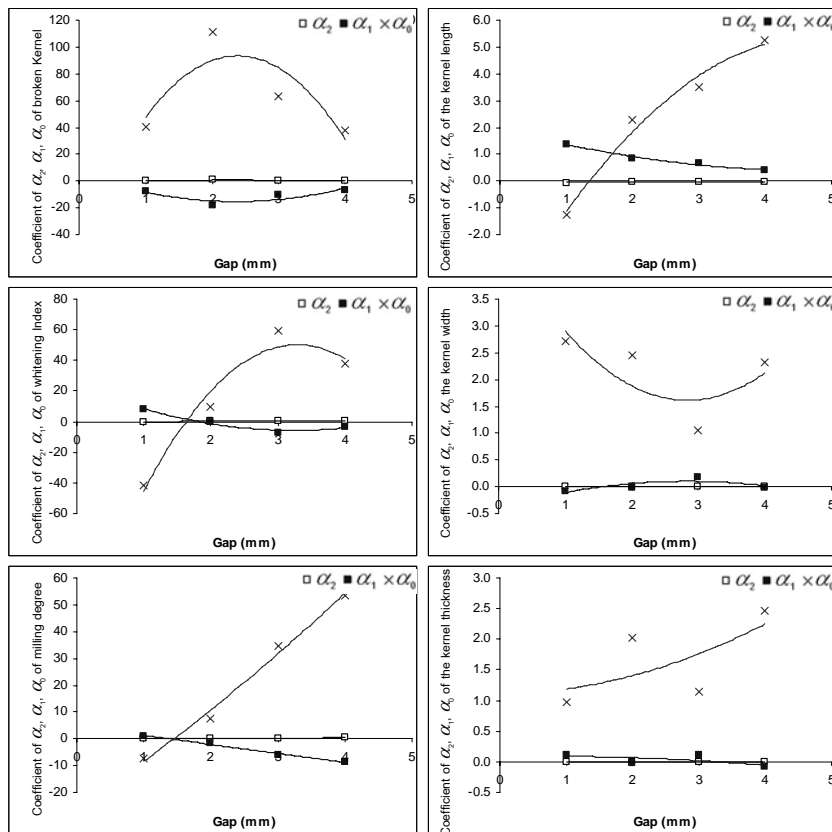 Coefficient of α₂, α₁, α₀ of broken Kernel
□ α₂ ■ α₁ × α₀
120
100
80
60
40
20
0
-20
-40
0 1 2 3 4 5
Gap (mm)
Coefficient of α₂, α₁, α₀ of the kernel length
□ α₂ ■ α₁ × α₀
6.0
5.0
4.0
3.0
2.0
1.0
0.0
-1.0
-2.0
0 1 2 3 4 5
Gap (mm)
Coefficient of α₂, α₁, α₀ of whitening Index
□ α₂ ■ α₁ × α₀
80
60
40
20
0
-20
-40
-60
0 1 2 3 4 5
Gap (mm)
Coefficient of α₂, α₁, α₀ the kernel width
□ α₂ ■ α₁ × α₀
3.5
3.0
2.5
2.0
1.5
1.0
0.5
0.0
-0.5
0 1 2 3 4 5
Gap (mm)
Coefficient of α₂, α₁, α₀ of milling degree
□ α₂ ■ α₁ × α₀
60
50
40
30
20
10
0
-10
-20
0 1 2 3 4 5
Gap (mm)
Coefficient of α₂, α₁, α₀ of the kernel thickness
□ α₂ ■ α₁ × α₀
3.0
2.5
2.0
1.5
1.0
0.5
0.0
-0.5
0 1 2 3 4 5
Gap (mm)